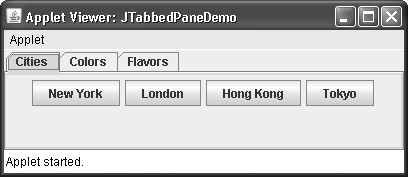 Applet Viewer: JTabbedPaneDemo
Applet
Cities Colors Flavors
New York London Hong Kong Tokyo
Applet started.